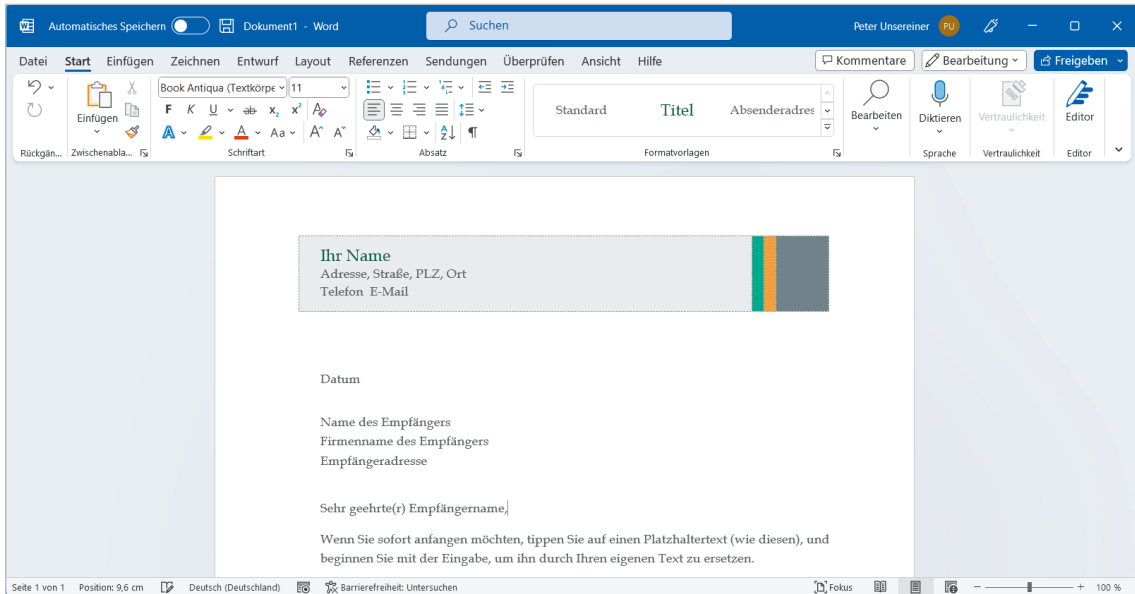 Automatisches Speichern Dokument1 - Word Suchen Peter Unsereiner PU
Datei Start Einfügen Zeichnen Entwurf Layout Referenzen Sendungen Überprüfen Ansicht Hilfe Kommentare Bearbeitung Freigeben
Book Antiqua (Textkörpe 11
Einfügen
F K U ab x₂ x² A
A A Aa A A
Standard Titel Absenderadres
Bearbeiten Diktieren Vertraulichkeit Editor
Rückgän... Zwischenabla... Schriftart Absatz Formatvorlagen Sprache Vertraulichkeit Editor
Ihr Name
Adresse, Straße, PLZ, Ort
Telefon E-Mail
Datum
Name des Empfängers
Firmenname des Empfängers
Empfängeradresse
Sehr geehrte(r) Empfängername,
Wenn Sie sofort anfangen möchten, tippen Sie auf einen Platzhaltertext (wie diesen), und
beginnen Sie mit der Eingabe, um ihn durch Ihren eigenen Text zu ersetzen.
Seite 1 von 1 Position: 9,6 cm Deutsch (Deutschland) Barrierefreiheit: Untersuchen Fokus 100 %